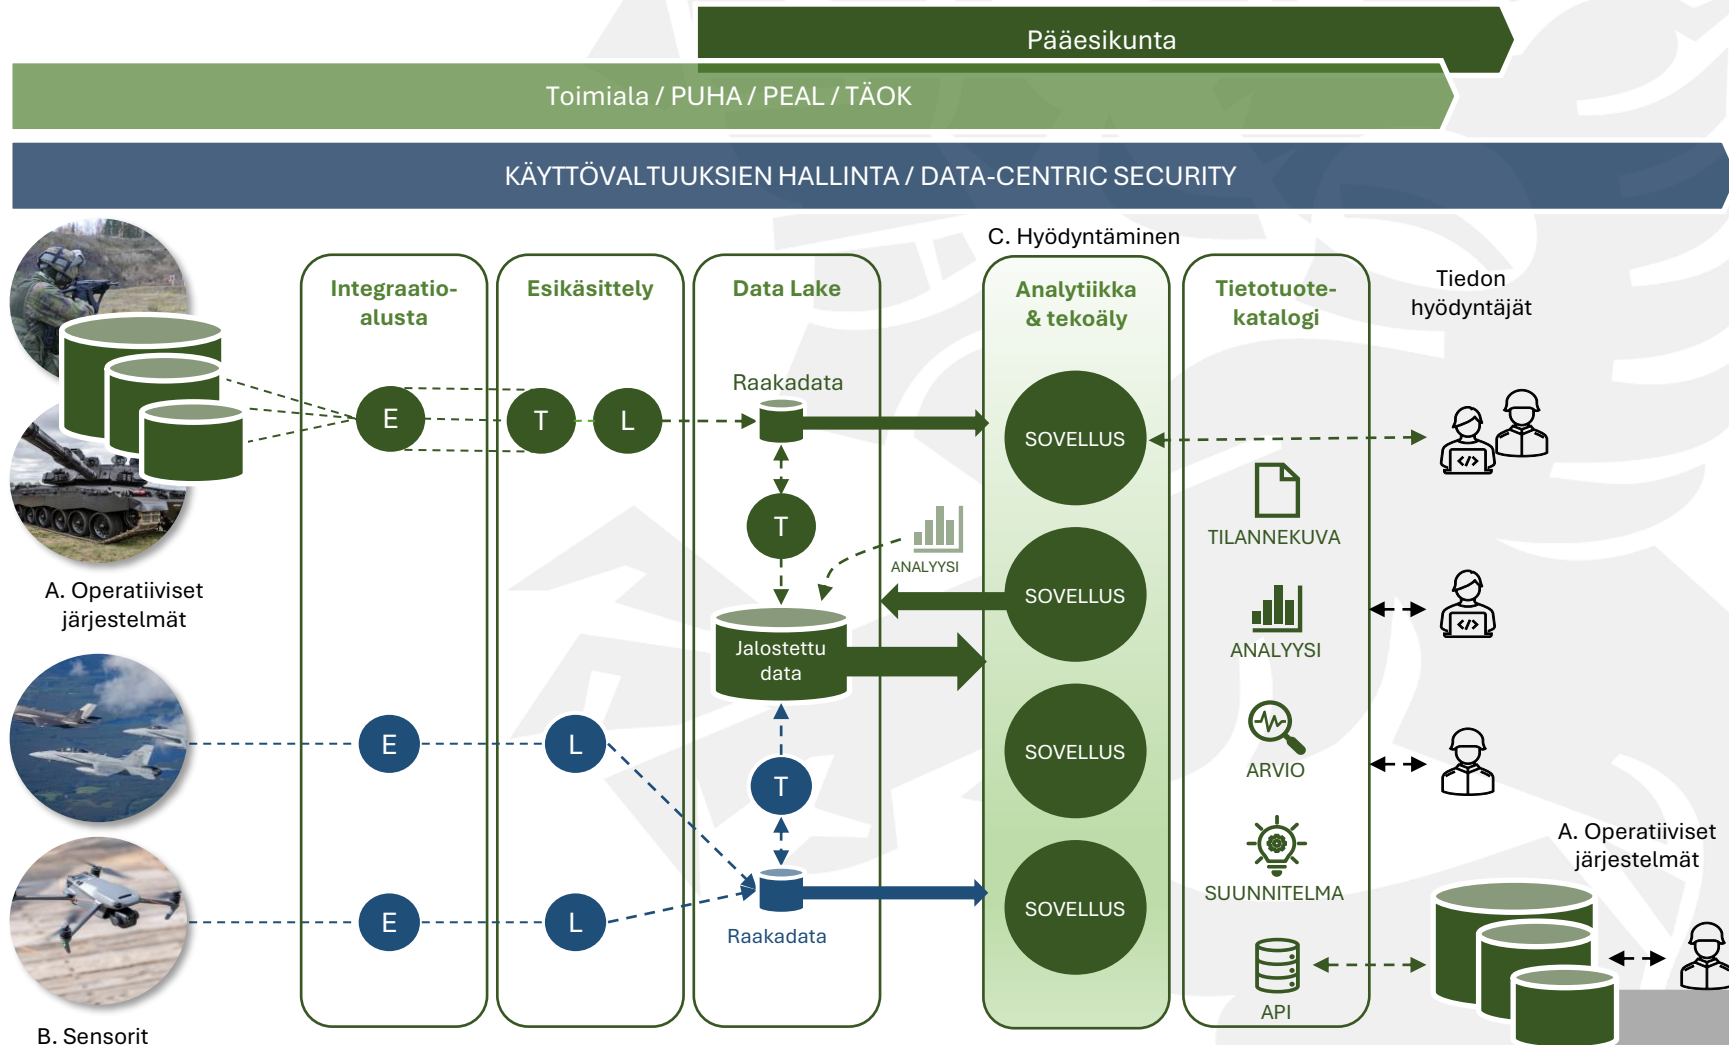 Pääesikunta
Toimiala / PUHA / PEAL / TÄOK
KÄYTTÖVALTUUKSIEN HALLINTA / DATA-CENTRIC SECURITY
C. Hyödyntäminen
Integraatio-
alusta
Esikäsittely
Data Lake
Analytiikka
& tekoäly
Tietotuote-
katalogi
Tiedon
hyödyntäjät
Raakadata
E
T
L
SOVELLUS
</>
T
TILANNEKUVA
ANALYYSI
A. Operatiiviset
järjestelmät
SOVELLUS
Jalostettu
data
ANALYYSI
</>
E
L
T
SOVELLUS
ARVIO
A. Operatiiviset
järjestelmät
SUUNNITELMA
E
L
Raakadata
SOVELLUS
API
B. Sensorit